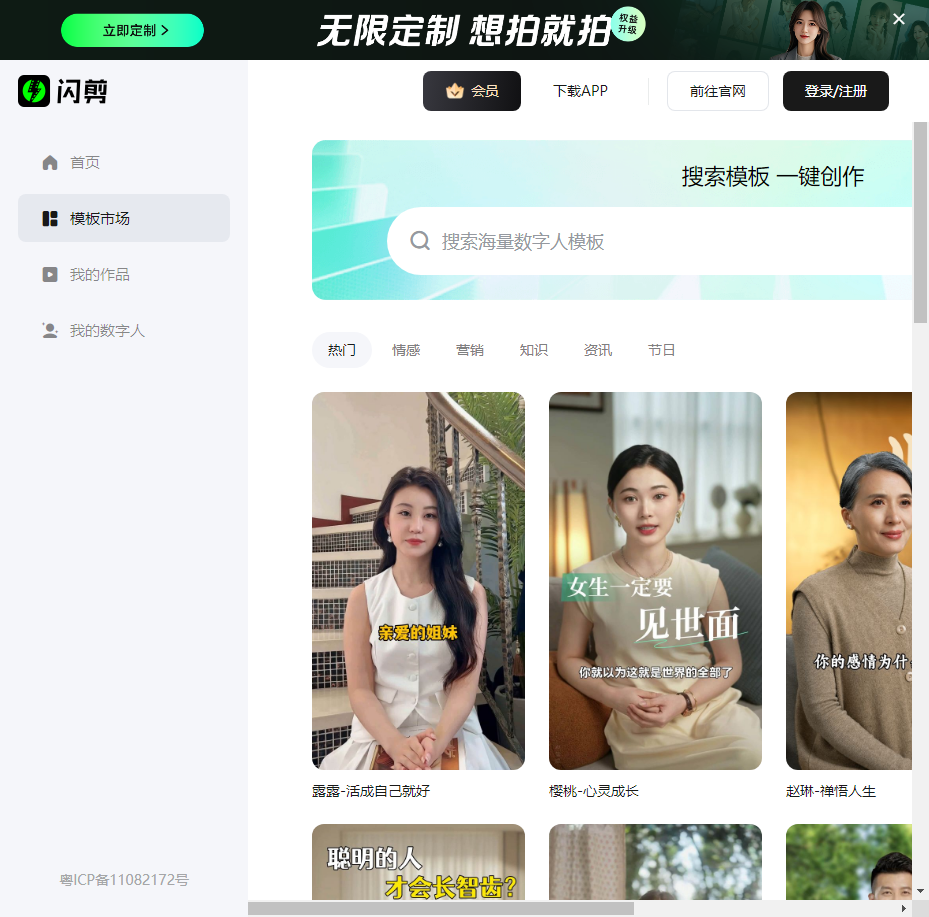 立即定制 >
无限定制 想拍就拍
权益
升级
闪剪
会员
下载APP
前往官网
登录/注册
首页
模板市场
我的作品
我的数字人
搜索模板 一键创作
搜索海量数字人模板
热门
情感
营销
知识
资讯
节日
亲爱的姐妹
女生一定要
见世面
你就以为这就是世界的全部了
你的感情为什
露露-活成自己就好
樱桃-心灵成长
赵琳-禅悟人生
聪明的人
才会长智齿?
粤ICP备11082172号